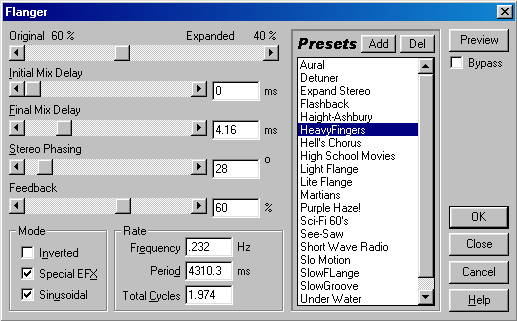 Flanger
Original 60 % Expanded 40 %
Initial Mix Delay
0 ms
Final Mix Delay
4.16 ms
Stereo Phasing
28 o
Feedback
60 %
Mode
Inverted
Special EFX
Sinusoidal
Rate
Frequency .232 Hz
Period 4310.3 ms
Total Cycles 1.974
Presets Add Del
Aural
Detuner
Expand Stereo
Flashback
Haight-Ashbury
HeavyFingers
Hell's Chorus
High School Movies
Light Flange
Lite Flange
Martians
Purple Haze!
Sci-Fi 60's
See-Saw
Short Wave Radio
Slo Motion
SlowFLange
SlowGroove
Under Water
Preview
Bypass
OK
Close
Cancel
Help